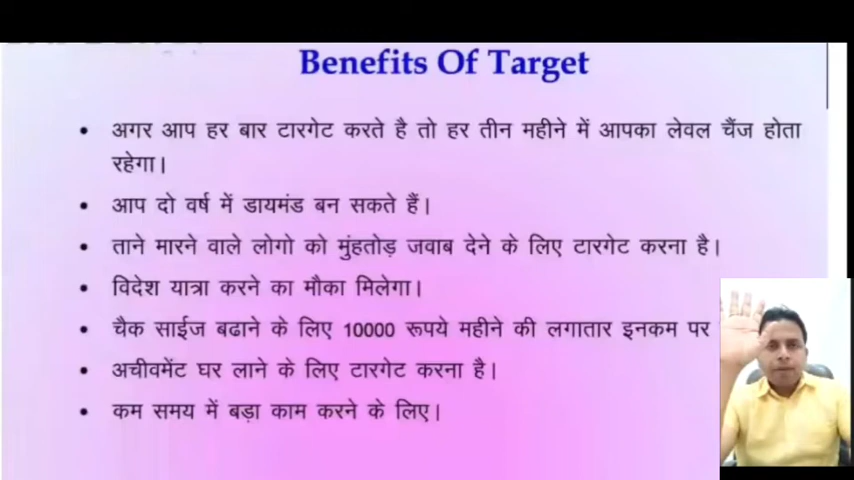 Benefits Of Target
• अगर आप हर बार टारगेट करते है तो हर तीन महीने में आपका लेवल चैंज होता
रहेगा।
• आप दो वर्ष में डायमंड बन सकते हैं।
• ताने मारने वाले लोगो को मुंहतोड़ जवाब देने के लिए टारगेट करना है।
• विदेश यात्रा करने का मौका मिलेगा।
• चैक साईज बढाने के लिए 10000 रूपये महीने की लगातार इनकम पर
• अचीवमेंट घर लाने के लिए टारगेट करना है।
• कम समय में बड़ा काम करने के लिए।